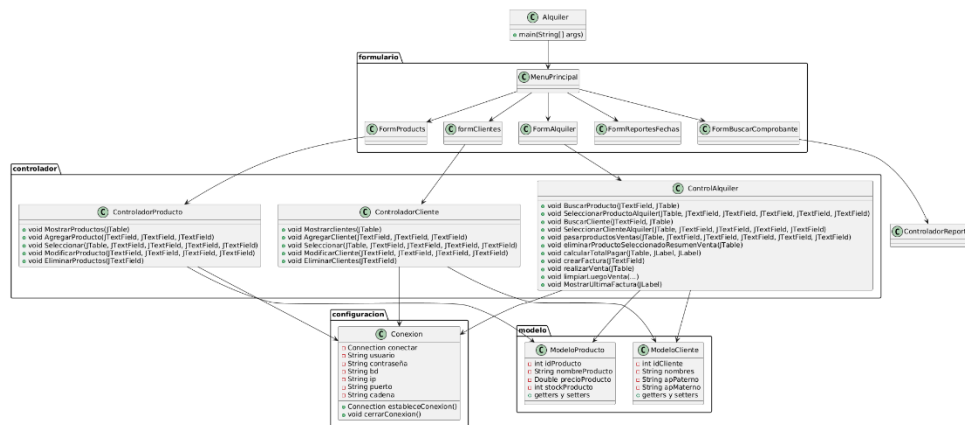 C Alquiler
main(String[] args)
formulario
C MenuPrincipal
C FormProducts
C formClientes
C FormAlquiler
C FormReportesFechas
C FormBuscarComprobante
controlador
C ControladorProducto
void MostrarProductos(JTable)
void AgregarProducto(JTextField, JTextField, JTextField)
void Seleccionar(JTable, JTextField, JTextField, JTextField, JTextField)
void ModificarProducto(JTextField, JTextField, JTextField, JTextField)
void EliminarProductos(JTextField)
C ControladorCliente
void Mostrarclientes(JTable)
void AgregarCliente(JTextField, JTextField, JTextField)
void Seleccionar(JTable, JTextField, JTextField, JTextField, JTextField)
void ModificarCliente(JTextField, JTextField, JTextField, JTextField)
void EliminarClientes(JTextField)
C ControlAlquiler
void BuscarProducto(JTextField, JTable)
void SeleccionarProductoAlquiler(JTable, JTextField, JTextField, JTextField, JTextField, JTextField)
void BuscarCliente(JTextField, JTable)
void SeleccionarClienteAlquiler(JTable, JTextField, JTextField, JTextField, JTextField)
void pasarproductosVentas(JTable, JTextField, JTextField, JTextField, JTextField, JTextField)
void eliminarProductoSeleccionadoResumenVenta(JTable)
void calcularTotalPagar(JTable, JLabel, JLabel)
void crearFactura(JTextField)
void realizarVenta(JTable)
void limpiarLuegoVenta(...)
void MostrarUltimaFactura(JLabel)
C ControladorReport
configuracion
C Conexion
Connection conectar
String usuario
String contraseña
String bd
String ip
String puerto
String cadena
Connection estableceConexion()
void cerrarConexion()
modelo
C ModeloProducto
int idProducto
String nombreProducto
Double precioProducto
int stockProducto
getters y setters
C ModeloCliente
int idCliente
String nombres
String apPaterno
String apMaterno
getters y setters